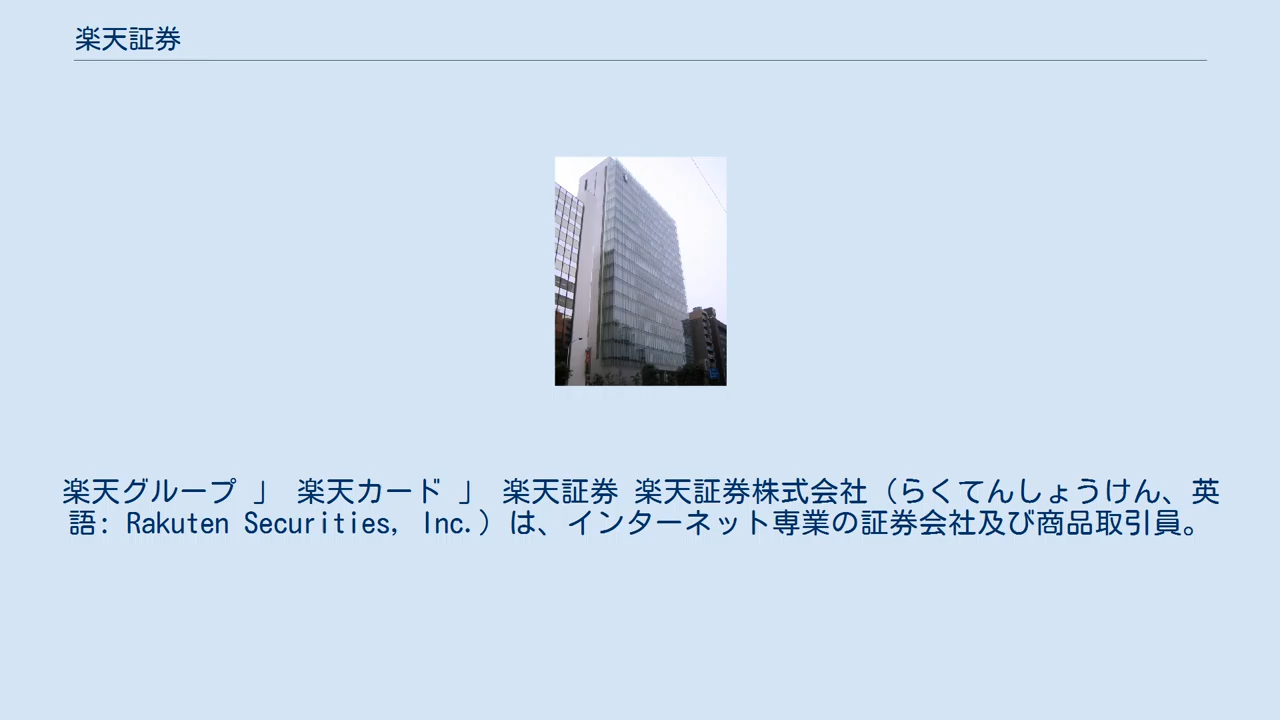 楽天証券
楽天グループ 」 楽天カード 」 楽天証券 楽天証券株式会社（らくてんしょうけん、英
語: Rakuten Securities, Inc.）は、インターネット専業の証券会社及び商品取引員。